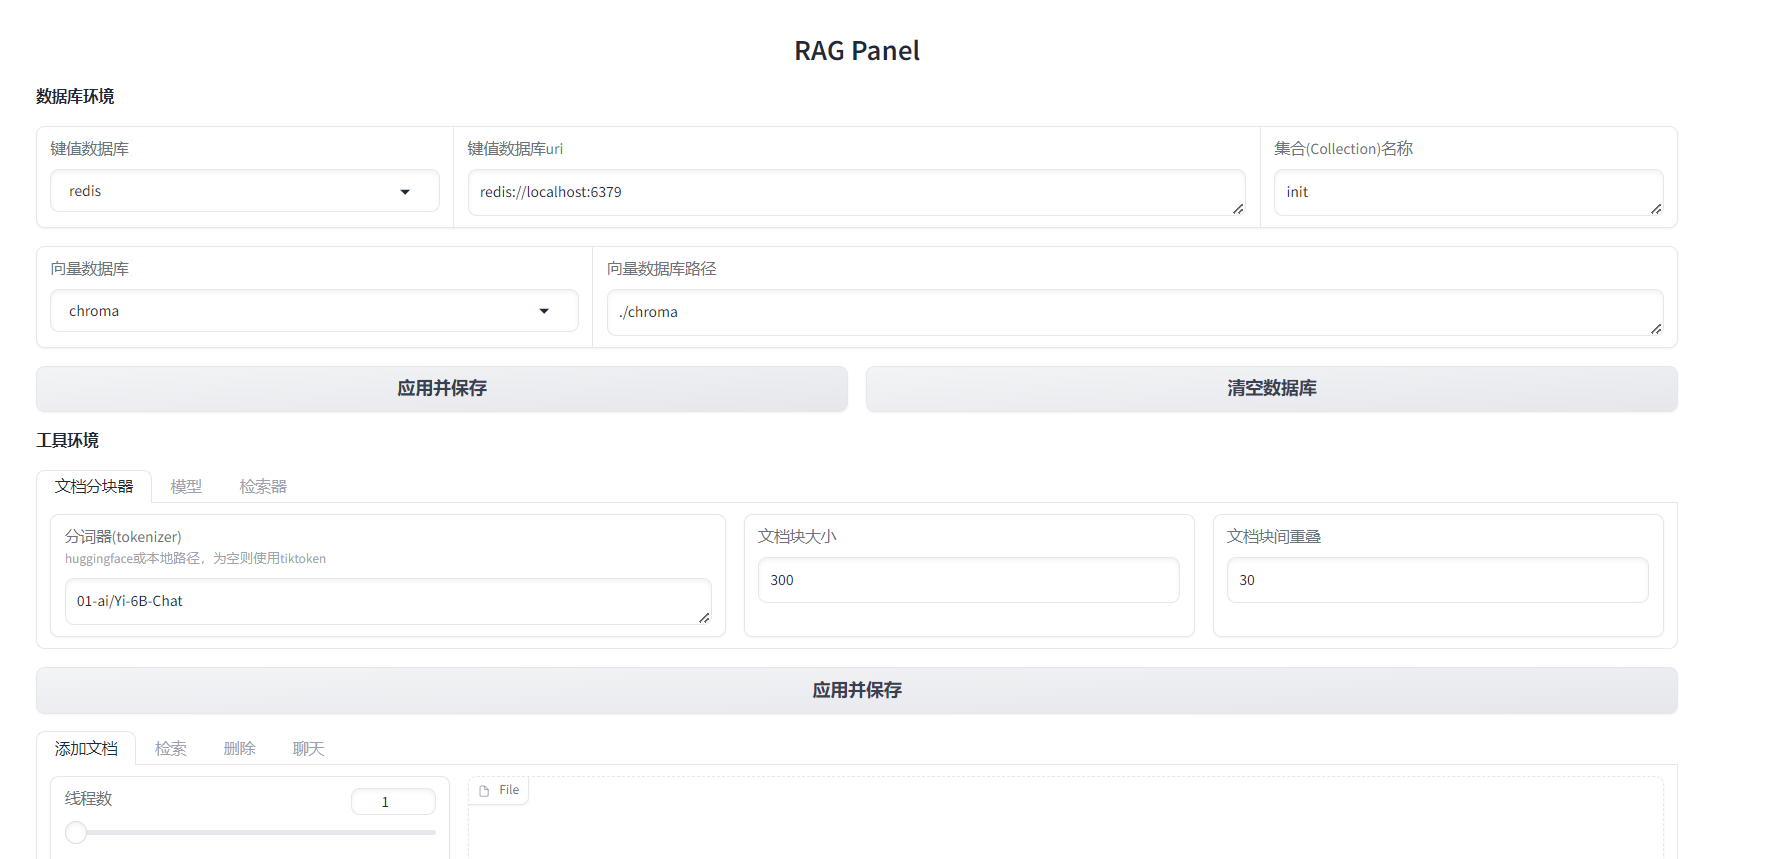 RAG Panel
数据库环境
键值数据库
redis
键值数据库uri
redis://localhost:6379
集合(Collection)名称
init
向量数据库
chroma
向量数据库路径
./chroma
应用并保存
清空数据库
工具环境
文档分块器 模型 检索器
分词器(tokenizer)
huggingface或本地路径，为空则使用tiktoken
01-ai/Yi-6B-Chat
文档块大小
300
文档块间重叠
30
应用并保存
添加文档 检索 删除 聊天
线程数
1
File